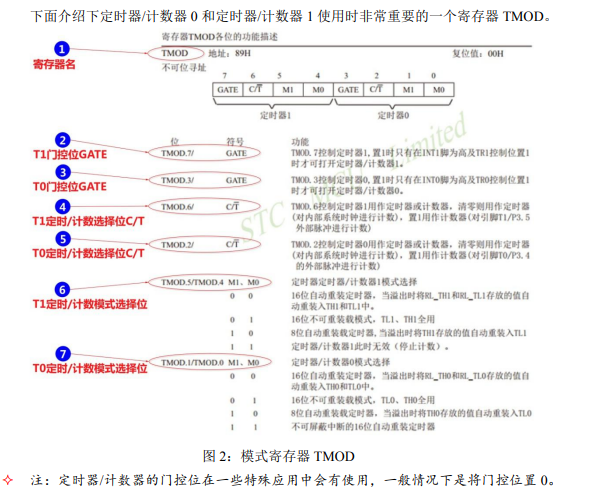 下面介绍下定时器/计数器 0 和定时器/计数器 1 使用时非常重要的一个寄存器 TMOD。
寄存器TMOD各位的功能描述
1
寄存器名
TMOD 地址：89H 复位值：00H
不可位寻址
7 6 5 4 3 2 1 0
GATE C/T̅ M1 M0 GATE C/T̅ M1 M0
定时器1 定时器0
位 符号 功能
2
T1门控位GATE
TMOD.7/ GATE TMOD.7控制定时器1,置1时只有在INT1脚为高及TR1控制位置1
时才可打开定时器/计数器1。
3
T0门控位GATE
TMOD.3/ GATE TMOD.3控制定时器0,置1时只有在INT0脚为高及TR0控制位置1
时才可打开定时器/计数器0。
4
T1定时/计数选择位C/T
TMOD.6/ C/T̅ TMOD.6控制定时器1用作定时器或计数器，清零则用作定时器
(对内部系统时钟进行计数)，置1用作计数器(对引脚T1/P3.5
外部脉冲进行计数)
5
T0定时/计数选择位C/T
TMOD.2/ C/T̅ TMOD.2控制定时器0用作定时器或计数器，清零则用作定时器
(对内部系统时钟进行计数)，置1用作计数器(对引脚T0/P3.4
的外部脉冲进行计数)
6
T1定时/计数模式选择位
TMOD.5/TMOD.4 M1、M0 定时器定时器/计数器1模式选择
0 0 16位自动重装定时器，当溢出时将RL_TH1和RL_TL1存放的值自
动重装入TH1和TL1中。
0 1 16位不可重装载模式，TL1、TH1全用
1 0 8位自动重装载定时器,当溢出时将TH1存放的值自动重装入TL1
1 1 定时器/计数器1此时无效（停止计数）。
7
T0定时/计数模式选择位
TMOD.1/TMOD.0 M1、M0 定时器/计数器0模式选择
0 0 16位自动重装定时器，当溢出时将RL_TH0和RL_TL0存放的值自
动重装入TH0和TL0中。
0 1 16位不可重装载模式，TL0、TH0全用
1 0 8位自动重装载定时器，当溢出时将TH0存放的值自动重装入TL0
1 1 不可屏蔽中断的16位自动重装定时器
图 2：模式寄存器 TMOD
注：定时器/计数器的门控位在一些特殊应用中会有使用，一般情况下是将门控位置 0。